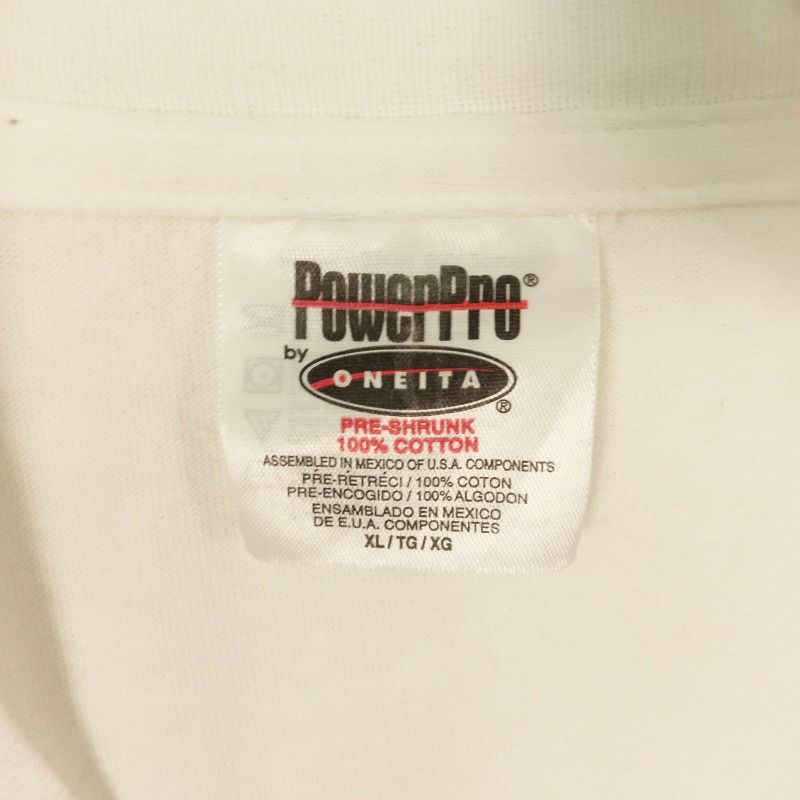 PowerPro®
by ONEITA®
PRE-SHRUNK
100% COTTON
ASSEMBLED IN MEXICO OF U.S.A. COMPONENTS
PRÉ-RÉTRÉCI / 100% COTON
PRE-ENCOGIDO / 100% ALGODON
ENSAMBLADO EN MEXICO
DE E.U.A. COMPONENTES
XL / TG / XG